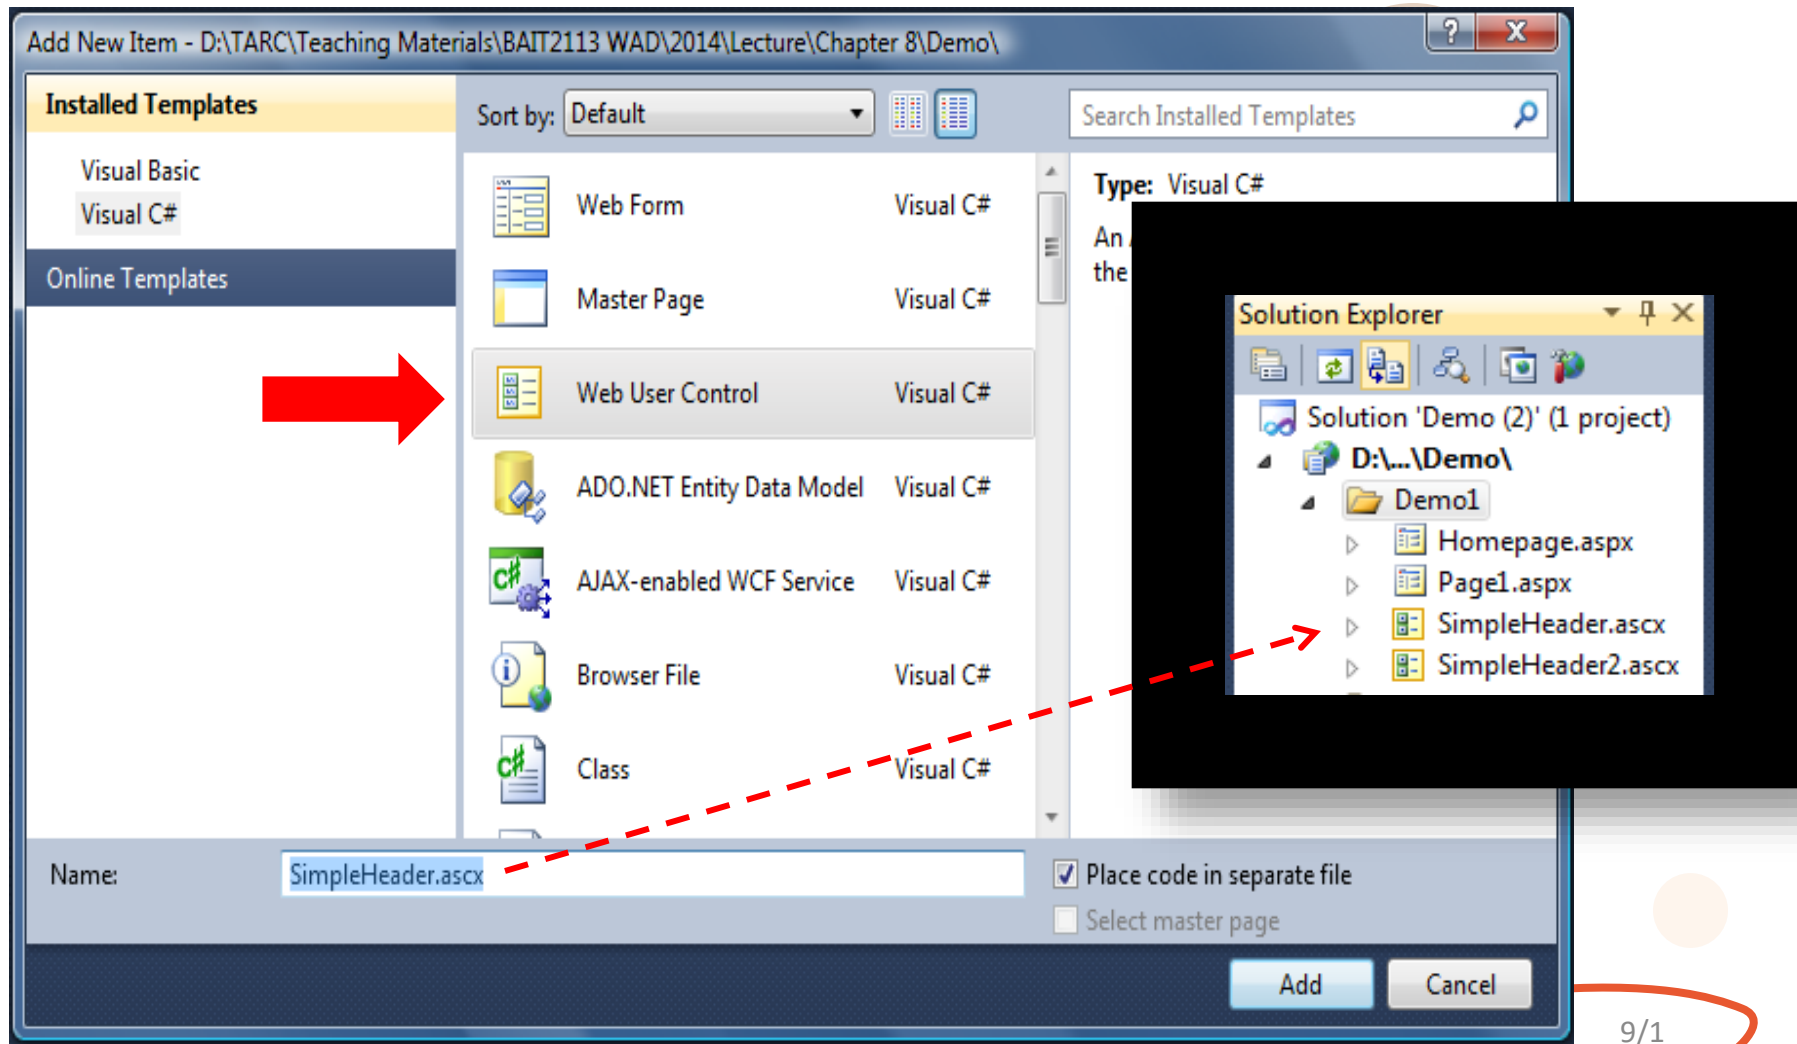 Add New Item - D:\TARC\Teaching Materials\BAIT2113 WAD\2014\Lecture\Chapter 8\Demo\
?
X
Installed Templates
Visual Basic
Visual C#
Online Templates
Sort by: Default
Search Installed Templates
Web Form Visual C#
Master Page Visual C#
Web User Control Visual C#
ADO.NET Entity Data Model Visual C#
AJAX-enabled WCF Service Visual C#
Browser File Visual C#
Class Visual C#
Type: Visual C#
An
the
Solution Explorer
Solution 'Demo (2)' (1 project)
D:\...\Demo\
Demo1
Homepage.aspx
Page1.aspx
SimpleHeader.ascx
SimpleHeader2.ascx
Name: SimpleHeader.ascx
Place code in separate file
Select master page
Add
Cancel
9/1